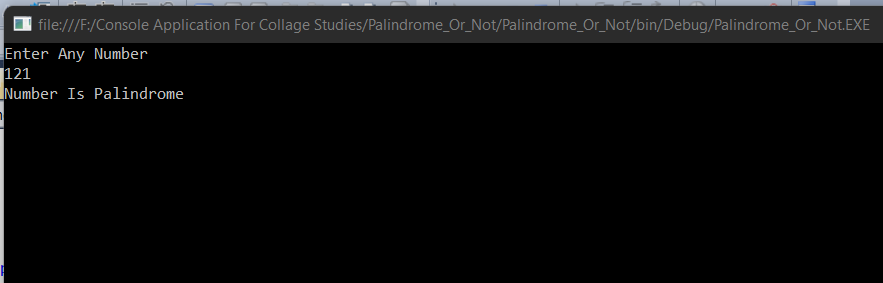 file:///F:/Console Application For Collage Studies/Palindrome_Or_Not/Palindrome_Or_Not/bin/Debug/Palindrome_Or_Not.EXE
Enter Any Number
121
Number Is Palindrome